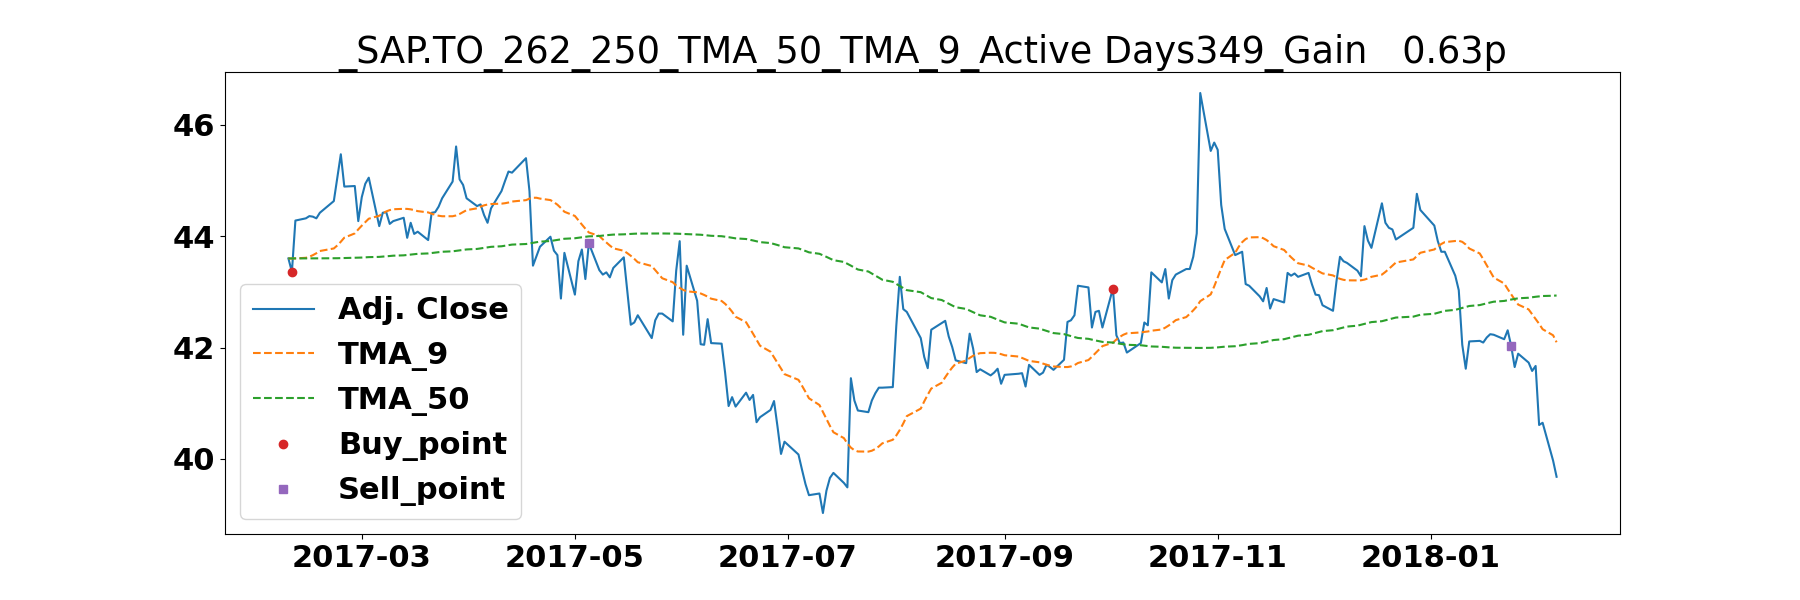 _SAP.TO_262_250_TMA_50_TMA_9_Active Days349_Gain   0.63p
46
44
42
40
Adj. Close
TMA_9
TMA_50
Buy_point
Sell_point
2017-03 2017-05 2017-07 2017-09 2017-11 2018-01